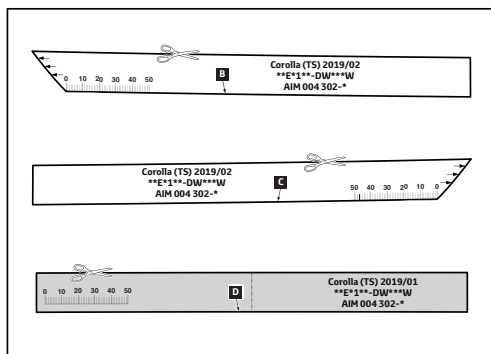 Corolla (TS) 2019/02
**E*1**-DW***W
AIM 004 302-*
B
0 10 20 30 40 50
Corolla (TS) 2019/02
**E*1**-DW***W
AIM 004 302-*
C
50 40 30 20 10 0
Corolla (TS) 2019/01
**E*1**-DW***W
AIM 004 302-*
D
0 10 20 30 40 50